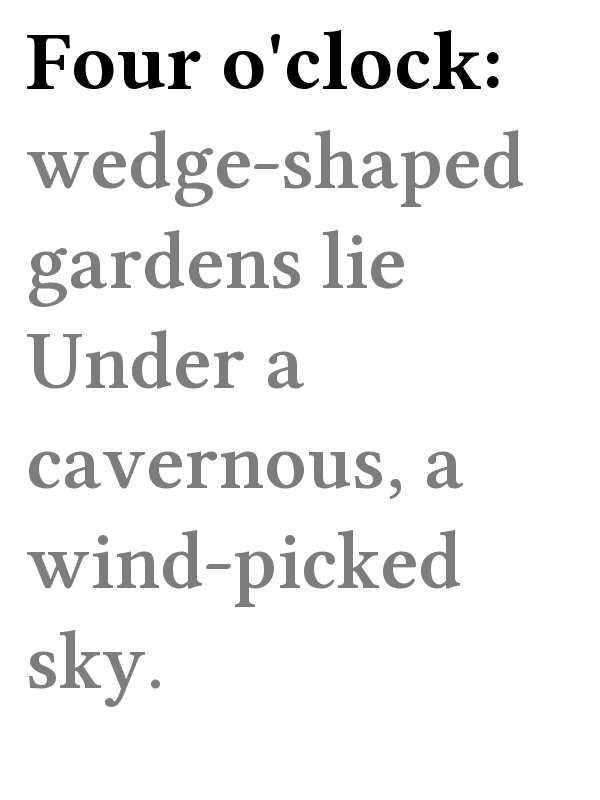 Four o'clock:
wedge-shaped
gardens lie
Under a
cavernous, a
wind-picked
sky.